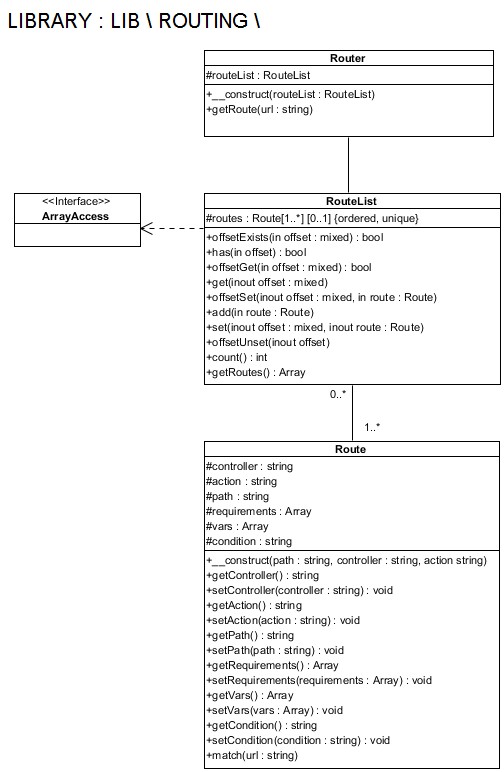 LIBRARY : LIB \ ROUTING \
Router
#routeList : RouteList
+__construct(routeList : RouteList)
+getRoute(url : string)
<<Interface>>
ArrayAccess
RouteList
#routes : Route[1..*] [0..1] {ordered, unique}
+offsetExists(in offset : mixed) : bool
+has(in offset) : bool
+offsetGet(in offset : mixed) : bool
+get(inout offset : mixed)
+offsetSet(inout offset : mixed, in route : Route)
+add(in route : Route)
+set(inout offset : mixed, inout route : Route)
+offsetUnset(inout offset)
+count() : int
+getRoutes() : Array
0..*
1..*
Route
#controller : string
#action : string
#path : string
#requirements : Array
#vars : Array
#condition : string
+__construct(path : string, controller : string, action string)
+getController() : string
+setController(controller : string) : void
+getAction() : string
+setAction(action : string) : void
+getPath() : string
+setPath(path : string) : void
+getRequirements() : Array
+setRequirements(requirements : Array) : void
+getVars() : Array
+setVars(vars : Array) : void
+getCondition() : string
+setCondition(condition : string) : void
+match(url : string)